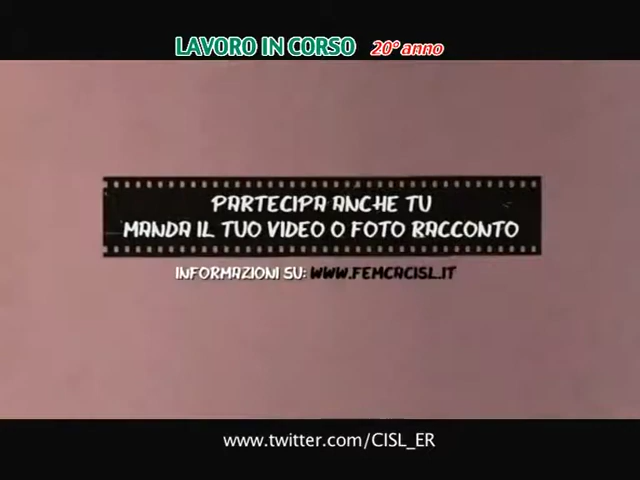 LAVORO IN CORSO 20° anno
PARTECIPA ANCHE TU
MANDA IL TUO VIDEO O FOTO RACCONTO
INFORMAZIONI SU: WWW.FEMCACISL.IT
www.twitter.com/CISL_ER